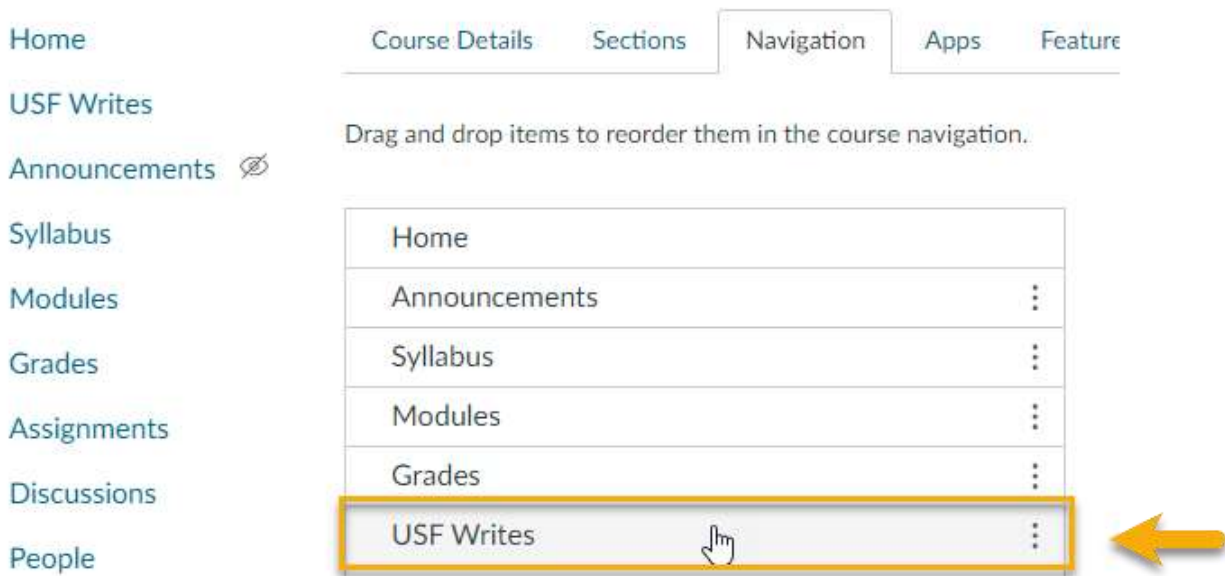 Home
USF Writes
Announcements
Syllabus
Modules
Grades
Assignments
Discussions
People
Course Details Sections Navigation Apps Feature
Drag and drop items to reorder them in the course navigation.
Home
Announcements
Syllabus
Modules
Grades
USF Writes